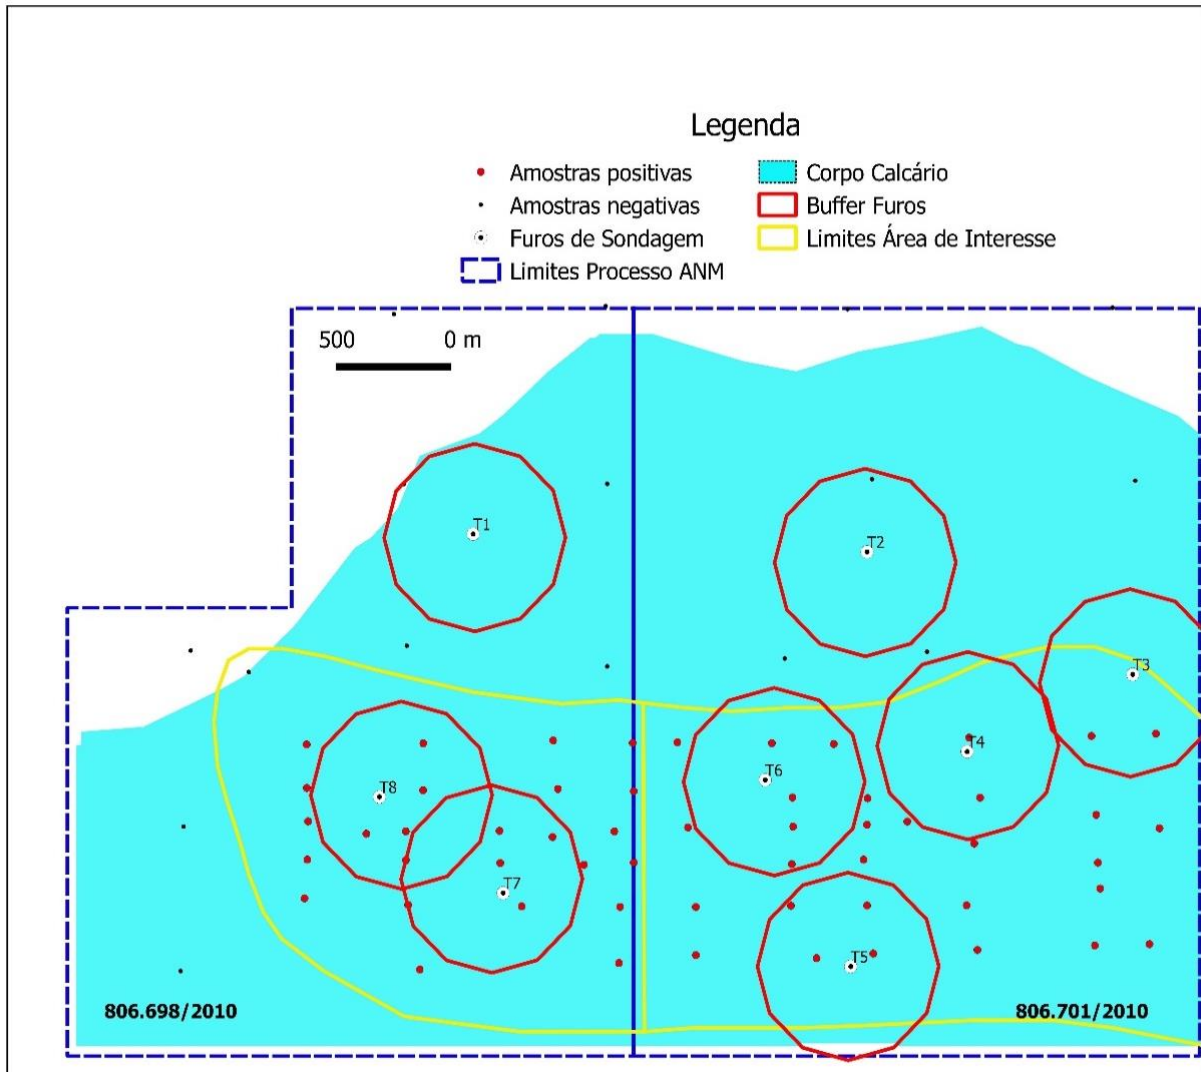 Legenda
Amostras positivas
Amostras negativas
Furos de Sondagem
Limites Processo ANM
Corpo Calcário
Buffer Furos
Limites Área de Interesse
500 0 m
T1
T2
T3
T4
T6
T8
T7
T5
806.698/2010
806.701/2010